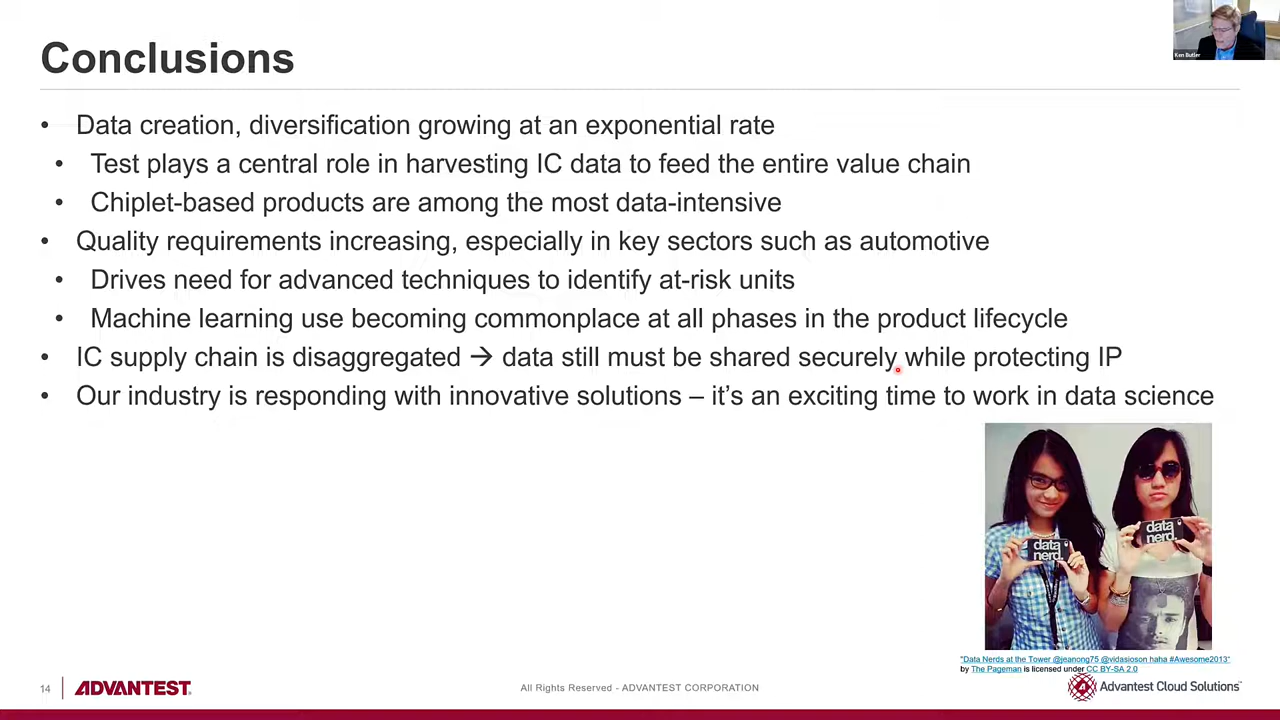 Conclusions
Ken Butler
• Data creation, diversification growing at an exponential rate
• Test plays a central role in harvesting IC data to feed the entire value chain
• Chiplet-based products are among the most data-intensive
• Quality requirements increasing, especially in key sectors such as automotive
• Drives need for advanced techniques to identify at-risk units
• Machine learning use becoming commonplace at all phases in the product lifecycle
• IC supply chain is disaggregated → data still must be shared securely while protecting IP
• Our industry is responding with innovative solutions – it’s an exciting time to work in data science
data
nerd.
data
nerd.
"Data Nerds at the Tower @jeanong75 @vidasioson haha #Awesome2013"
by The Pageman is licensed under CC BY-SA 2.0
14
ADVANTEST.
All Rights Reserved - ADVANTEST CORPORATION
Advantest Cloud Solutions™